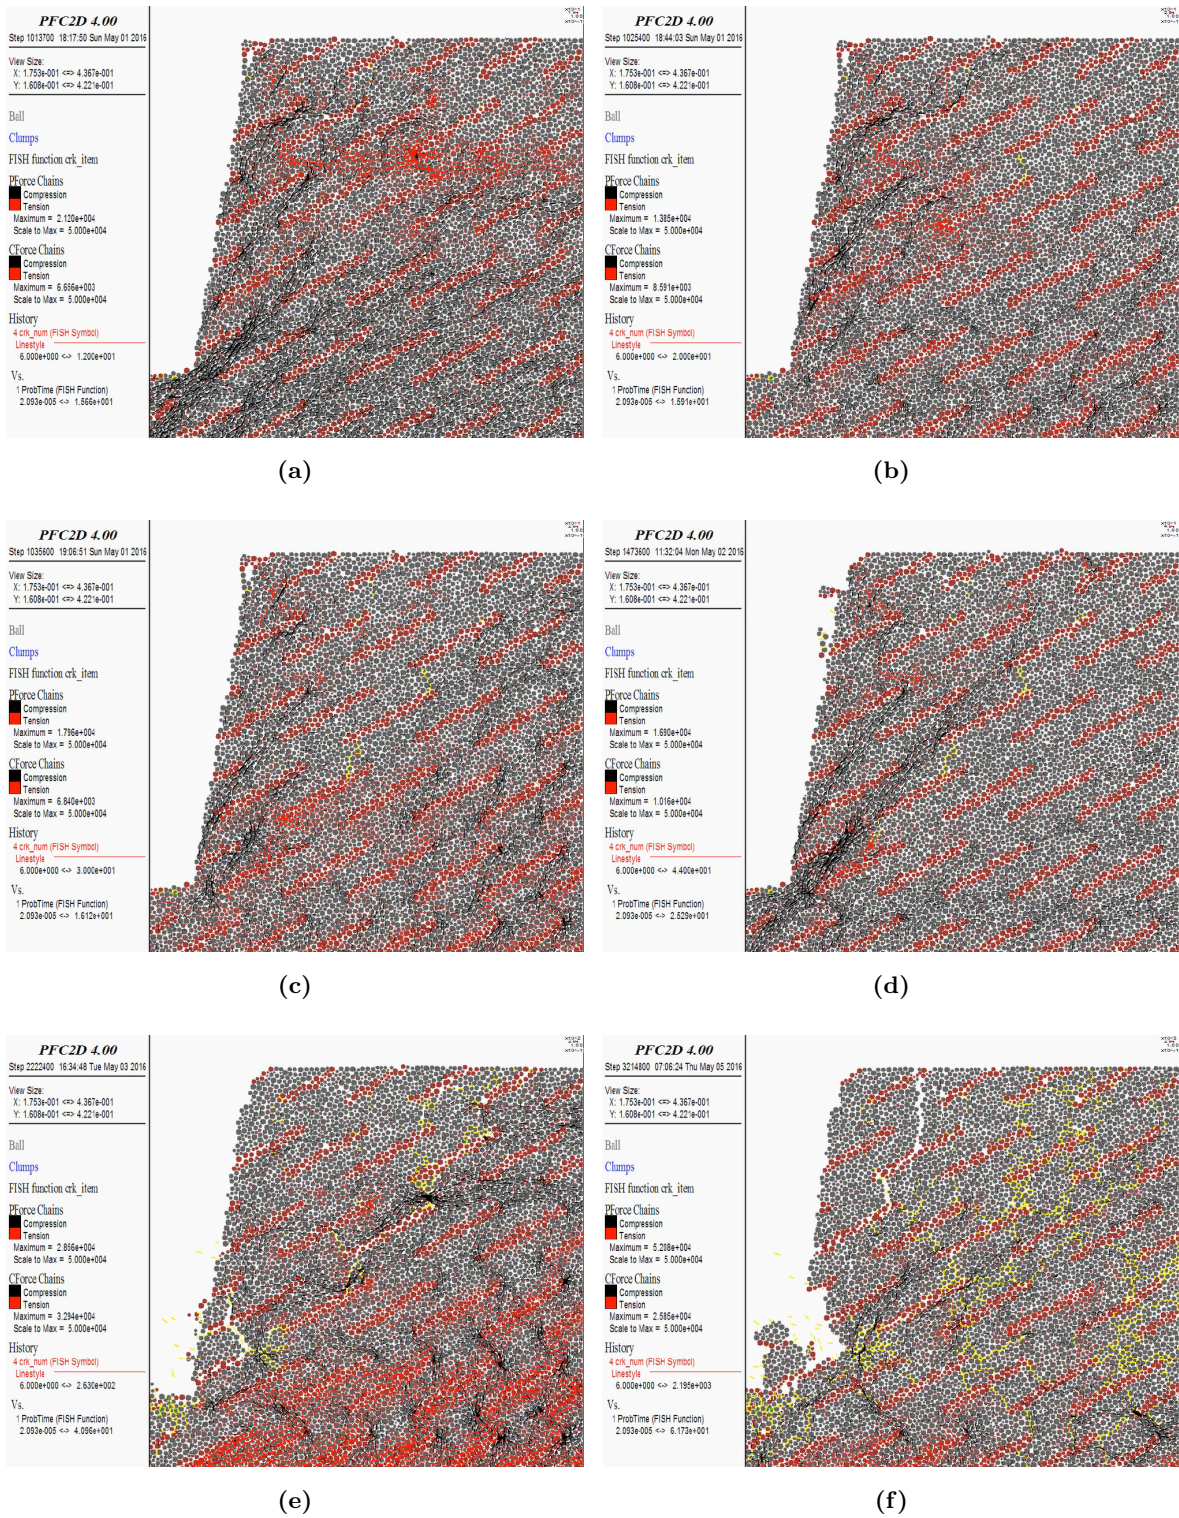 PFC2D 4.00
Step 1013700 18:17:50 Sun May 01 2016
View Size:
X: 1.753e-001 <=> 4.367e-001
Y: 1.608e-001 <=> 4.221e-001
Ball
Clumps
FISH function crk_item
PForce Chains
Compression
Tension
Maximum = 2.120e+004
Scale to Max = 5.000e+004
CForce Chains
Compression
Tension
Maximum = 6.656e+003
Scale to Max = 5.000e+004
History
4 crk_num (FISH Symbol)
Linestyle
6.000e+000 <-> 1.200e+001
Vs.
1 ProbTime (FISH Function)
2.093e-005 <-> 1.566e+001
(a)
PFC2D 4.00
Step 1025400 18:44:03 Sun May 01 2016
View Size:
X: 1.753e-001 <=> 4.367e-001
Y: 1.608e-001 <=> 4.221e-001
Ball
Clumps
FISH function crk_item
PForce Chains
Compression
Tension
Maximum = 1.385e+004
Scale to Max = 5.000e+004
CForce Chains
Compression
Tension
Maximum = 8.591e+003
Scale to Max = 5.000e+004
History
4 crk_num (FISH Symbol)
Linestyle
6.000e+000 <-> 2.000e+001
Vs.
1 ProbTime (FISH Function)
2.093e-005 <-> 1.591e+001
(b)
PFC2D 4.00
Step 1035600 19:06:51 Sun May 01 2016
View Size:
X: 1.753e-001 <=> 4.367e-001
Y: 1.608e-001 <=> 4.221e-001
Ball
Clumps
FISH function crk_item
PForce Chains
Compression
Tension
Maximum = 1.796e+004
Scale to Max = 5.000e+004
CForce Chains
Compression
Tension
Maximum = 6.840e+003
Scale to Max = 5.000e+004
History
4 crk_num (FISH Symbol)
Linestyle
6.000e+000 <-> 3.000e+001
Vs.
1 ProbTime (FISH Function)
2.093e-005 <-> 1.612e+001
(c)
PFC2D 4.00
Step 1473600 11:32:04 Mon May 02 2016
View Size:
X: 1.753e-001 <=> 4.367e-001
Y: 1.608e-001 <=> 4.221e-001
Ball
Clumps
FISH function crk_item
PForce Chains
Compression
Tension
Maximum = 1.690e+004
Scale to Max = 5.000e+004
CForce Chains
Compression
Tension
Maximum = 1.016e+004
Scale to Max = 5.000e+004
History
4 crk_num (FISH Symbol)
Linestyle
6.000e+000 <-> 4.400e+001
Vs.
1 ProbTime (FISH Function)
2.093e-005 <-> 2.529e+001
(d)
PFC2D 4.00
Step 2222400 16:34:48 Tue May 03 2016
View Size:
X: 1.753e-001 <=> 4.367e-001
Y: 1.608e-001 <=> 4.221e-001
Ball
Clumps
FISH function crk_item
PForce Chains
Compression
Tension
Maximum = 2.856e+004
Scale to Max = 5.000e+004
CForce Chains
Compression
Tension
Maximum = 3.294e+004
Scale to Max = 5.000e+004
History
4 crk_num (FISH Symbol)
Linestyle
6.000e+000 <-> 2.630e+002
Vs.
1 ProbTime (FISH Function)
2.093e-005 <-> 4.096e+001
(e)
PFC2D 4.00
Step 3214800 07:06:24 Thu May 05 2016
View Size:
X: 1.753e-001 <=> 4.367e-001
Y: 1.608e-001 <=> 4.221e-001
Ball
Clumps
FISH function crk_item
PForce Chains
Compression
Tension
Maximum = 5.208e+004
Scale to Max = 5.000e+004
CForce Chains
Compression
Tension
Maximum = 2.585e+004
Scale to Max = 5.000e+004
History
4 crk_num (FISH Symbol)
Linestyle
6.000e+000 <-> 2.195e+003
Vs.
1 ProbTime (FISH Function)
2.093e-005 <-> 6.173e+001
(f)